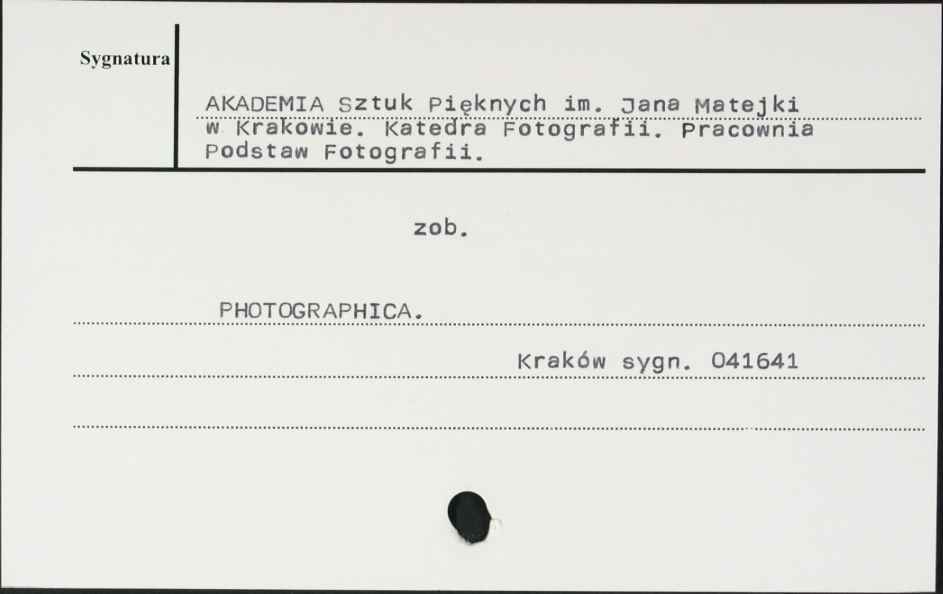 Sygnatura
AKADEMIA Sztuk Pięknych im. Jana Matejki
w Krakowie. Katedra Fotografii. Pracownia
Podstaw Fotografii.
zob.
PHOTOGRAPHICA.
Kraków sygn. 041641